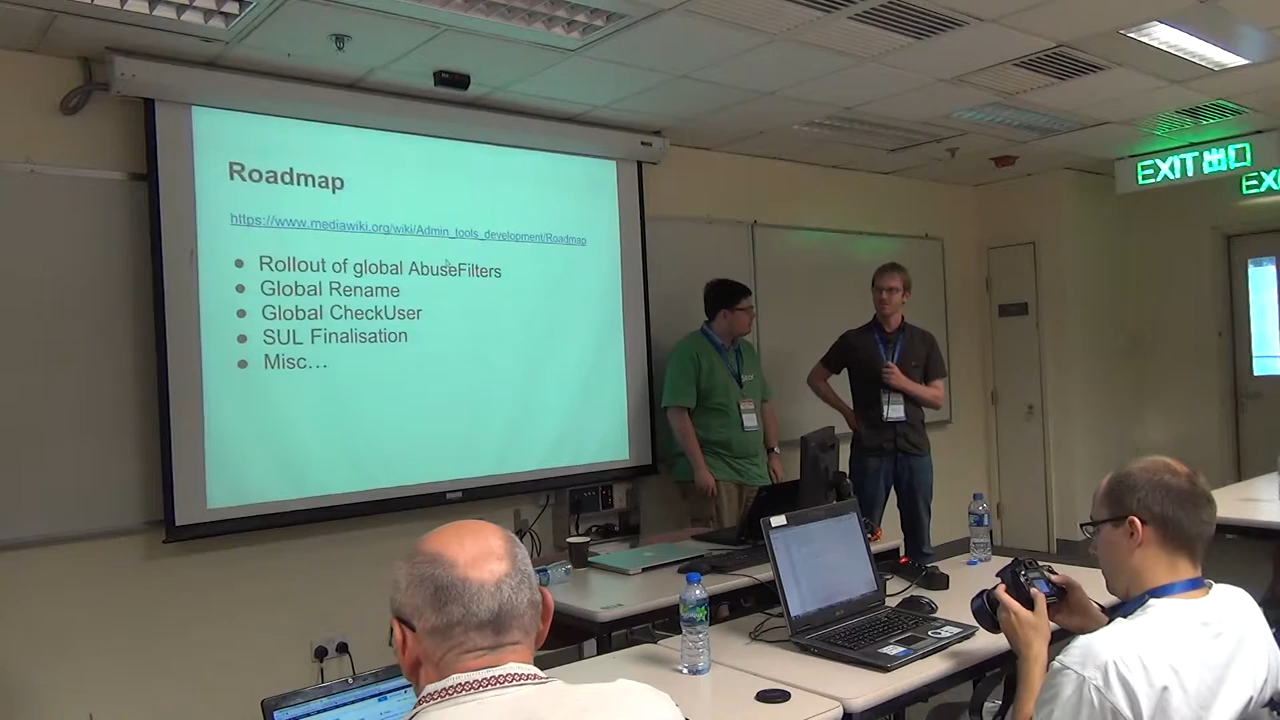 Roadmap
https://www.mediawiki.org/wiki/Admin_tools_development/Roadmap
Rollout of global AbuseFilters
Global Rename
Global CheckUser
SUL Finalisation
Misc…
EXIT 出口
EX